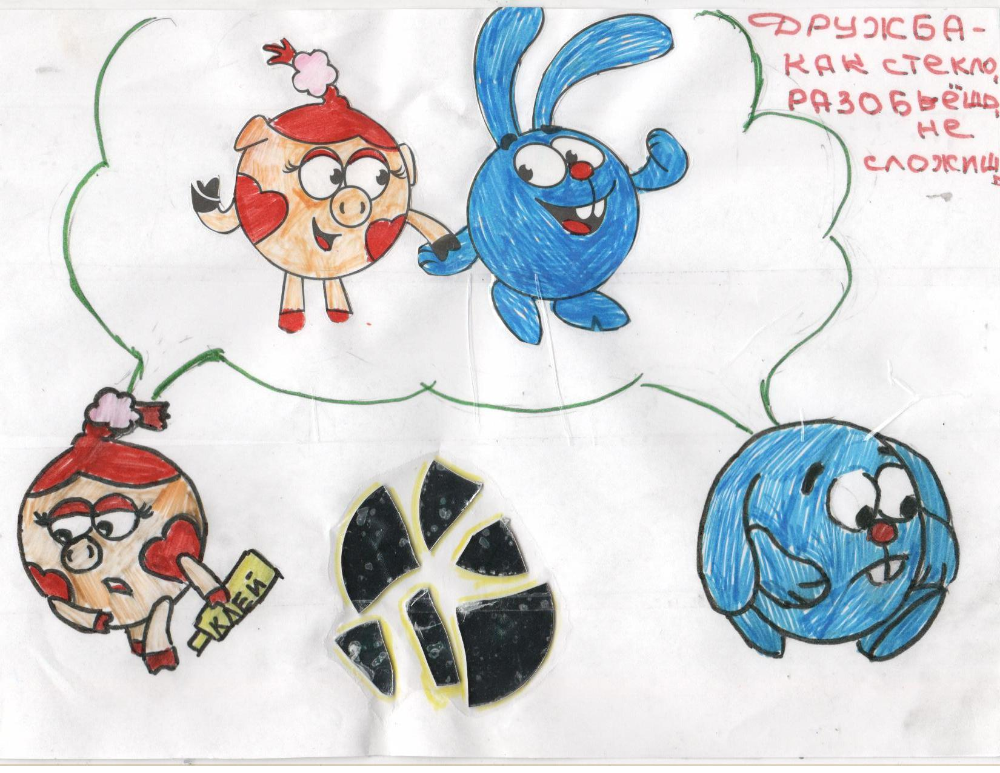 ДРУЖБА -
КАК СТЕКЛО,
РАЗОБЬЁШЬ,
НЕ
СЛОЖИШЬ
КЛЕЙ